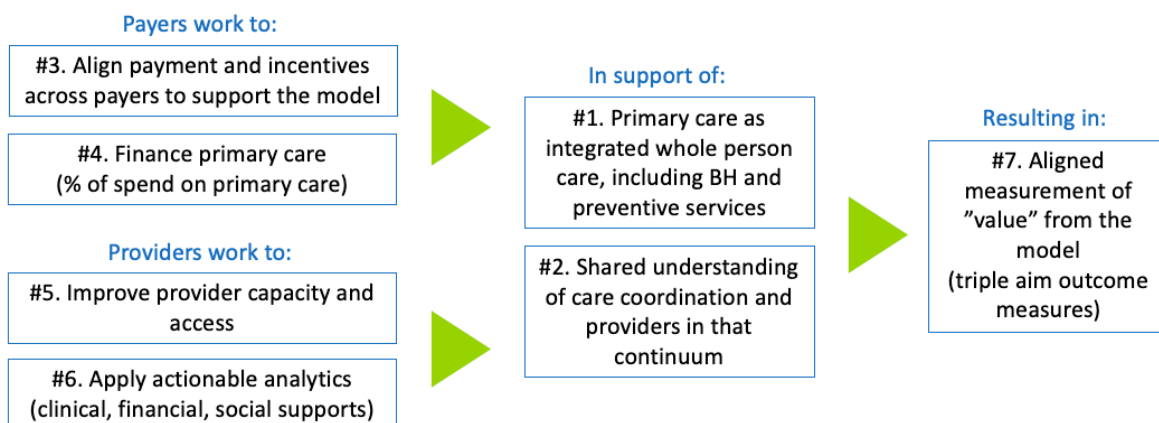 Payers work to:
#3. Align payment and incentives
across payers to support the model
#4. Finance primary care
(% of spend on primary care)
Providers work to:
#5. Improve provider capacity and
access
#6. Apply actionable analytics
(clinical, financial, social supports)
In support of:
#1. Primary care as
integrated whole person
care, including BH and
preventive services
#2. Shared understanding
of care coordination and
providers in that
continuum
Resulting in:
#7. Aligned
measurement of
”value” from the
model
(triple aim outcome
measures)